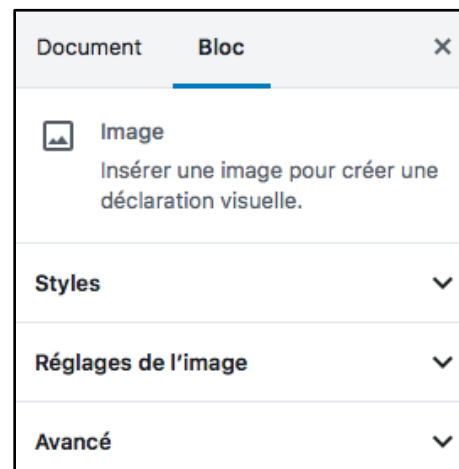 Document Bloc ×
Image
Insérer une image pour créer une
déclaration visuelle.
Styles
Réglages de l'image
Avancé